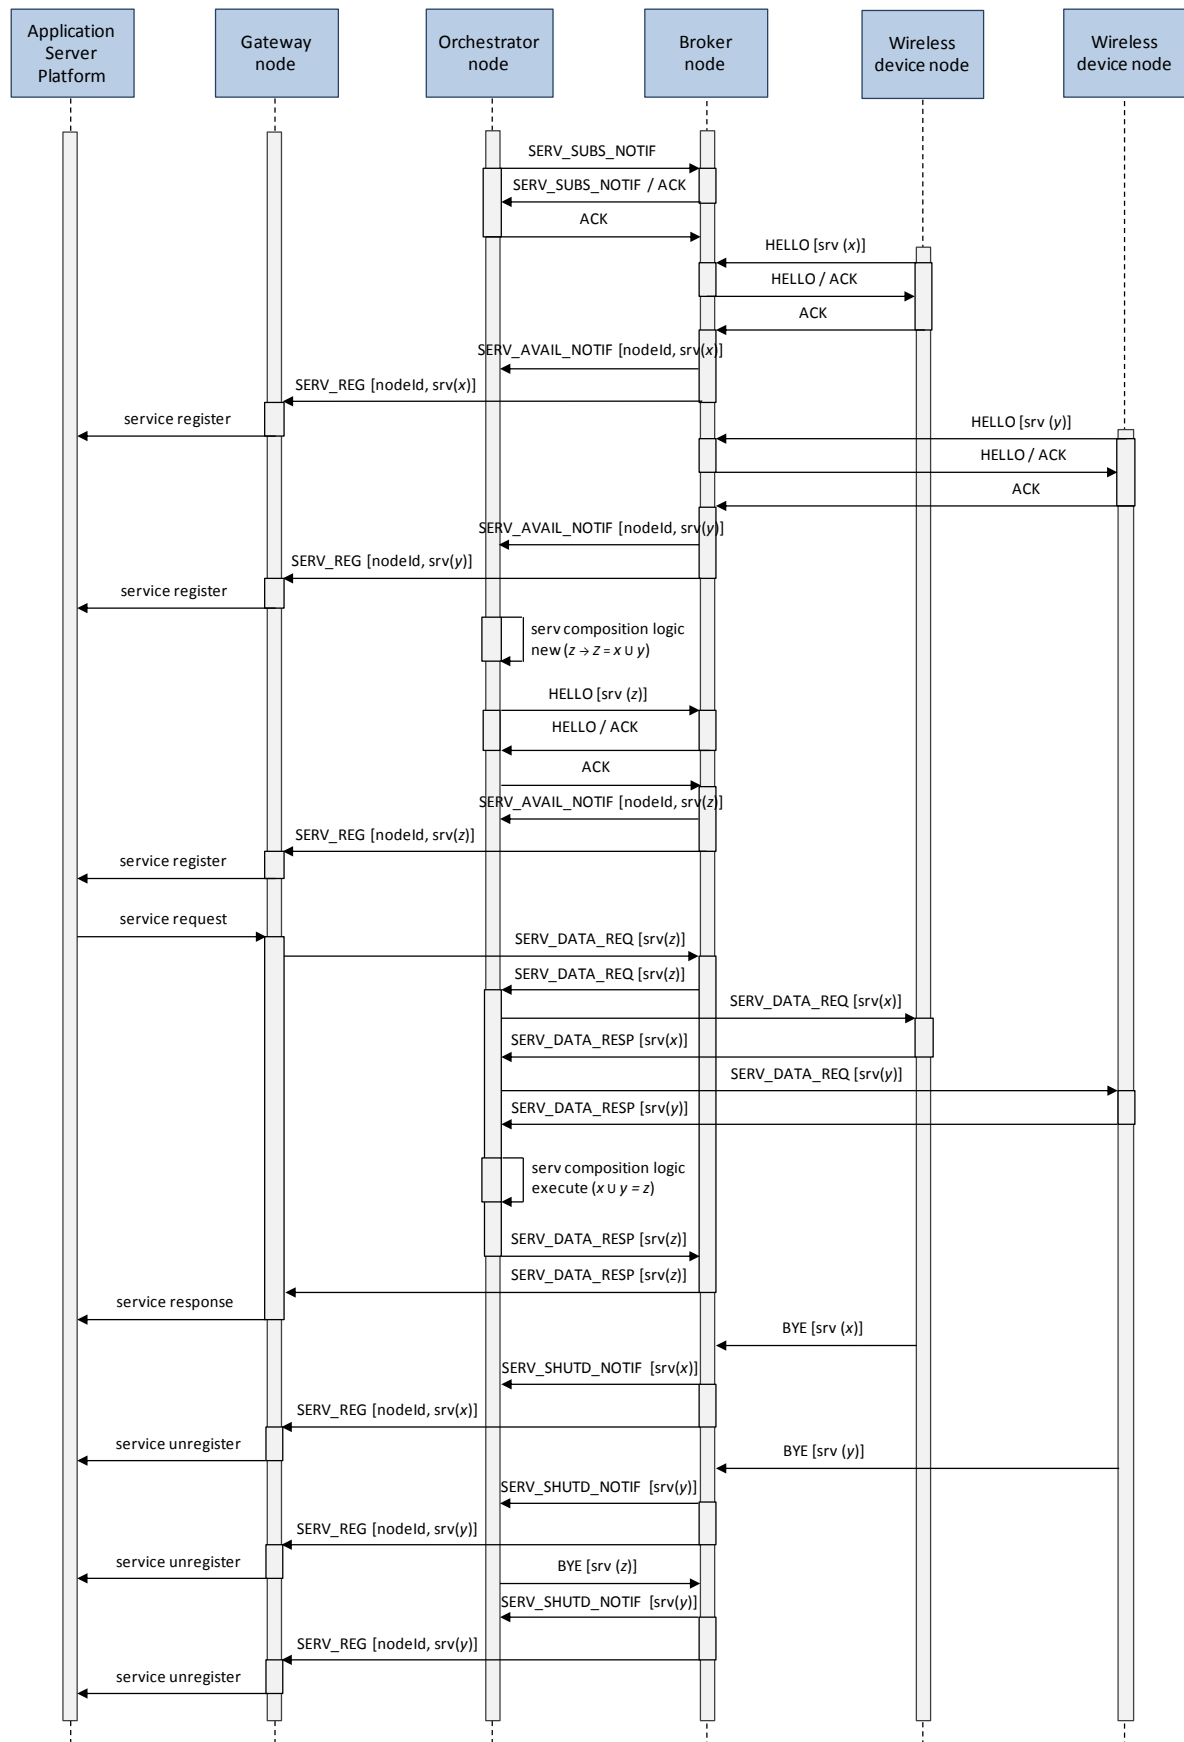 Application
Server
Platform
Gateway
node
Orchestrator
node
Broker
node
Wireless
device node
Wireless
device node
SERV_SUBS_NOTIF
SERV_SUBS_NOTIF / ACK
ACK
HELLO [srv (x)]
HELLO / ACK
ACK
SERV_AVAIL_NOTIF [nodeId, srv(x)]
SERV_REG [nodeId, srv(x)]
service register
HELLO [srv (y)]
HELLO / ACK
ACK
SERV_AVAIL_NOTIF [nodeId, srv(y)]
SERV_REG [nodeId, srv(y)]
service register
serv composition logic
new (z → z = x ∪ y)
HELLO [srv (z)]
HELLO / ACK
ACK
SERV_AVAIL_NOTIF [nodeId, srv(z)]
SERV_REG [nodeId, srv(z)]
service register
service request
SERV_DATA_REQ [srv(z)]
SERV_DATA_REQ [srv(z)]
SERV_DATA_REQ [srv(x)]
SERV_DATA_RESP [srv(x)]
SERV_DATA_REQ [srv(y)]
SERV_DATA_RESP [srv(y)]
serv composition logic
execute (x ∪ y = z)
SERV_DATA_RESP [srv(z)]
SERV_DATA_RESP [srv(z)]
service response
BYE [srv (x)]
SERV_SHUTD_NOTIF [srv(x)]
SERV_REG [nodeId, srv(x)]
service unregister
BYE [srv (y)]
SERV_SHUTD_NOTIF [srv(y)]
SERV_REG [nodeId, srv(y)]
service unregister
BYE [srv (z)]
SERV_SHUTD_NOTIF [srv(y)]
SERV_REG [nodeId, srv(y)]
service unregister